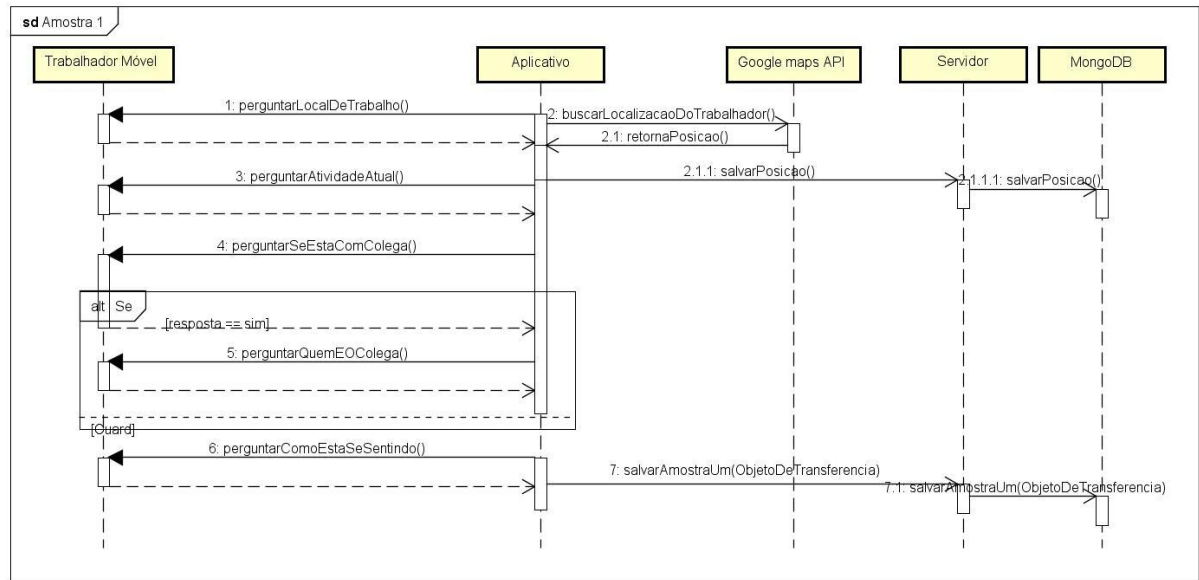 sd Amostra 1
Trabalhador Móvel
Aplicativo
Google maps API
Servidor
MongoDB
1: perguntarLocalDeTrabalho()
2: buscarLocalizacaoDoTrabalhador()
2.1: retornaPosicao()
3: perguntarAtividadeAtual()
2.1.1: salvarPosicao()
2.1.1.1: salvarPosicao()
4: perguntarSeEstaComColega()
alt Se
[resposta == sim]
5: perguntarQuemEOColega()
[Guard]
6: perguntarComoEstaSeSentindo()
7: salvarAmostraUm(ObjetoDeTransferencia)
7.1: salvarAmostraUm(ObjetoDeTransferencia)